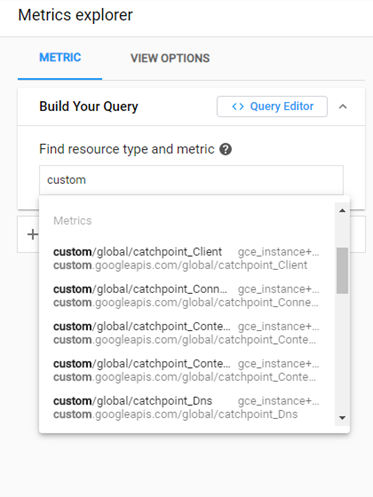 Metrics explorer
METRIC VIEW OPTIONS
Build Your Query <> Query Editor
Find resource type and metric ?
custom
Metrics
custom/global/catchpoint_Client gce_instance+...
custom.googleapis.com/global/catchpoint_Client
custom/global/catchpoint_Conn... gce_instance+...
custom.googleapis.com/global/catchpoint_Conne...
custom/global/catchpoint_Conte... gce_instance+...
custom.googleapis.com/global/catchpoint_Conte...
custom/global/catchpoint_Conte... gce_instance+...
custom.googleapis.com/global/catchpoint_Conte...
custom/global/catchpoint_Dns gce_instance+...
custom.googleapis.com/global/catchpoint_Dns